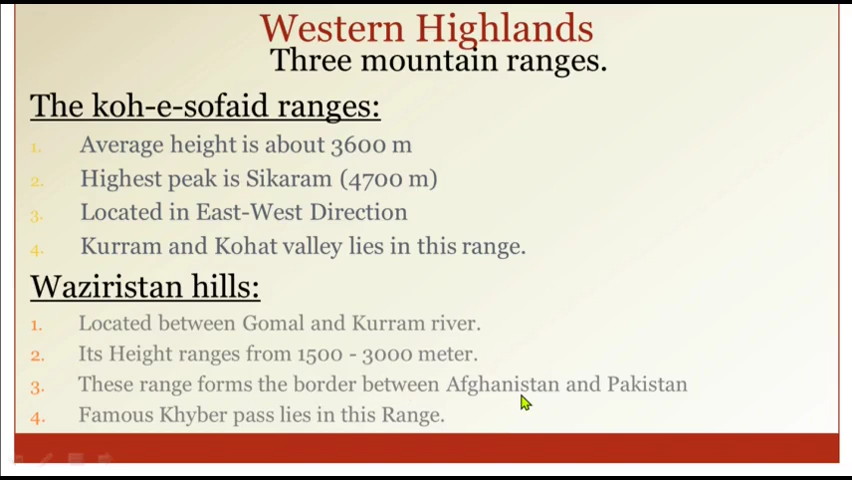 Western Highlands
Three mountain ranges.
The koh-e-sofaid ranges:
1. Average height is about 3600 m
2. Highest peak is Sikaram (4700 m)
3. Located in East-West Direction
4. Kurram and Kohat valley lies in this range.
Waziristan hills:
1. Located between Gomal and Kurram river.
2. Its Height ranges from 1500 - 3000 meter.
3. These range forms the border between Afghanistan and Pakistan
4. Famous Khyber pass lies in this Range.